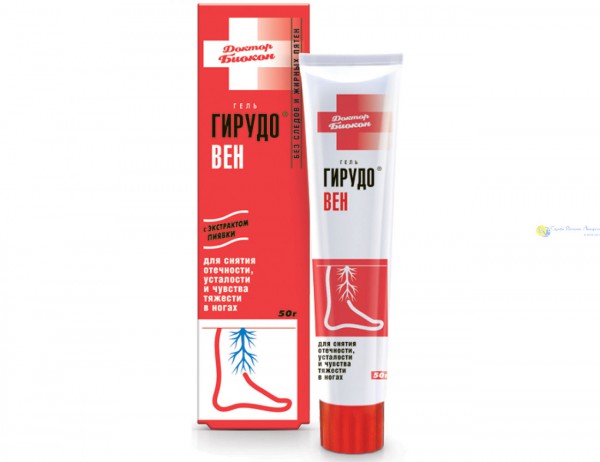 Доктор
Биокон
ГЕЛЬ
ГИРУДО®
ВЕН
БЕЗ СЛЕДОВ И ЖИРНЫХ ПЯТЕН
с ЭКСТРАКТОМ
ПИЯВКИ
для снятия
отечности,
усталости
и чувства
тяжести
в ногах
50г
Доктор
Биокон
ГЕЛЬ
ГИРУДО®
ВЕН
для снятия
отечности,
усталости
и чувства
тяжести
в ногах
50г